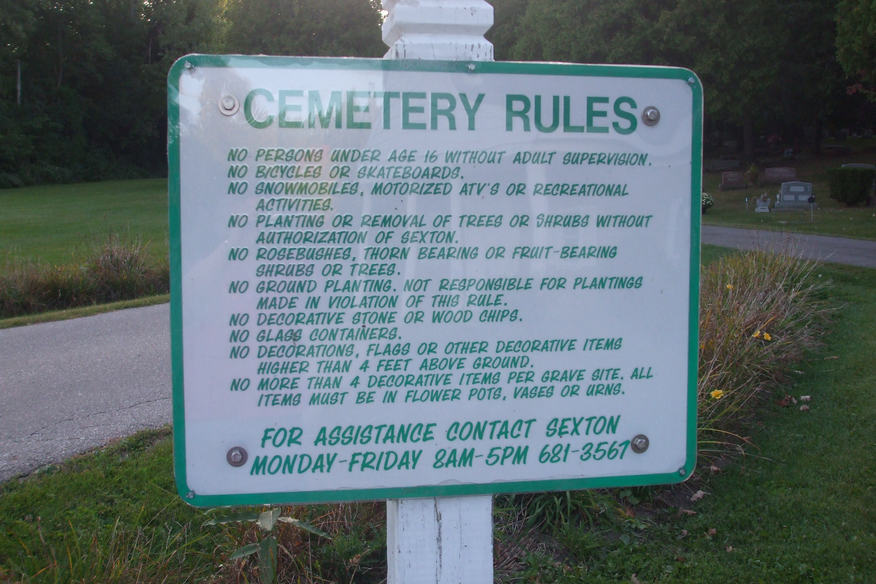 CEMETERY RULES
NO PERSONS UNDER AGE 16 WITHOUT ADULT SUPERVISION.
NO BICYCLES OR SKATEBOARDS.
NO SNOWMOBILES, MOTORIZED ATV'S OR RECREATIONAL
ACTIVITIES.
NO PLANTING OR REMOVAL OF TREES OR SHRUBS WITHOUT
AUTHORIZATION OF SEXTON.
NO ROSEBUSHES, THORN BEARING OR FRUIT-BEARING
SHRUBS OR TREES.
NO GROUND PLANTING. NOT RESPONSIBLE FOR PLANTINGS
MADE IN VIOLATION OF THIS RULE.
NO DECORATIVE STONE OR WOOD CHIPS.
NO GLASS CONTAINERS.
NO DECORATIONS, FLAGS OR OTHER DECORATIVE ITEMS
HIGHER THAN 4 FEET ABOVE GROUND.
NO MORE THAN 4 DECORATIVE ITEMS PER GRAVE SITE. ALL
ITEMS MUST BE IN FLOWER POTS, VASES OR URNS.
FOR ASSISTANCE CONTACT SEXTON
MONDAY-FRIDAY 8AM-5PM 681-3567